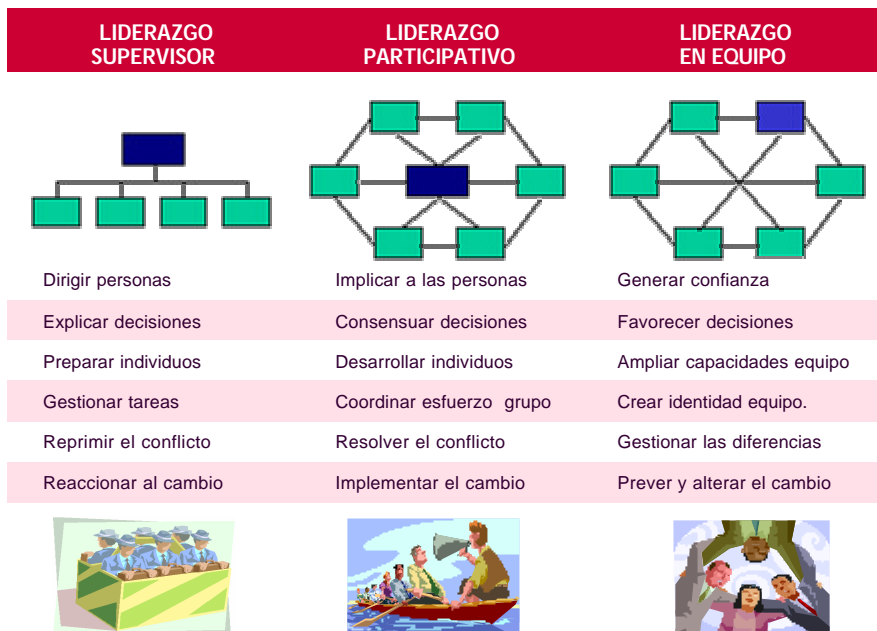 LIDERAZGO
SUPERVISOR
LIDERAZGO
PARTICIPATIVO
LIDERAZGO
EN EQUIPO
Dirigir personas
Implicar a las personas
Generar confianza
Explicar decisiones
Consensuar decisiones
Favorecer decisiones
Preparar individuos
Desarrollar individuos
Ampliar capacidades equipo
Gestionar tareas
Coordinar esfuerzo grupo
Crear identidad equipo.
Reprimir el conflicto
Resolver el conflicto
Gestionar las diferencias
Reaccionar al cambio
Implementar el cambio
Prever y alterar el cambio